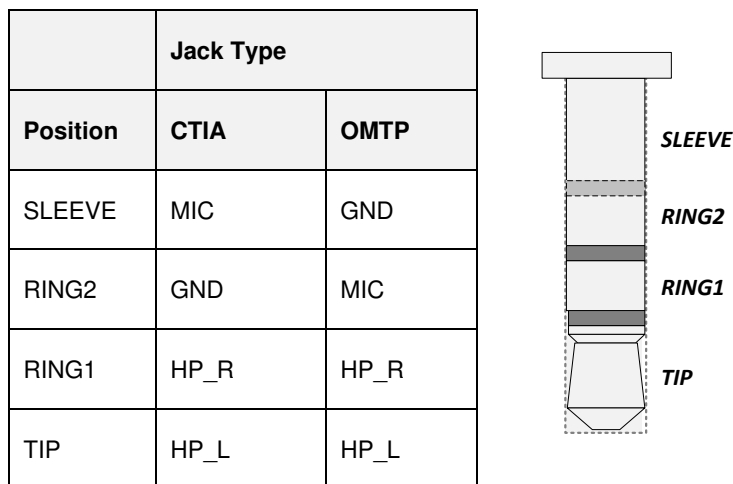 Jack Type
Position CTIA OMTP
SLEEVE MIC GND
RING2 GND MIC
RING1 HP_R HP_R
TIP HP_L HP_L
SLEEVE
RING2
RING1
TIP